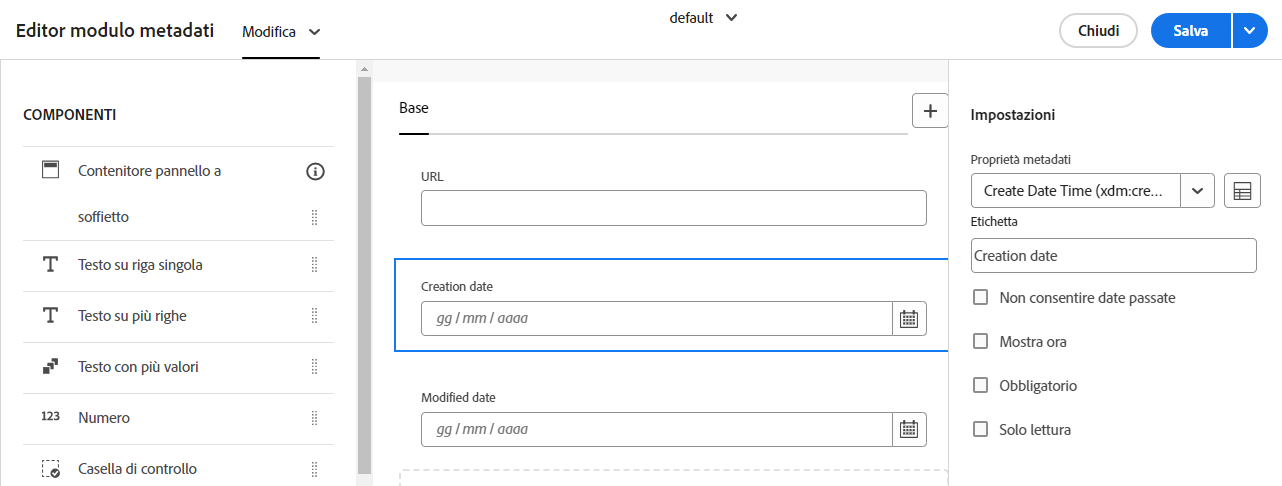 Editor modulo metadati
Modifica
default
Chiudi
Salva
COMPONENTI
Contenitore pannello a
soffietto
Testo su riga singola
Testo su più righe
Testo con più valori
123
Numero
Casella di controllo
Base
URL
Creation date
gg / mm / aaaa
Modified date
gg / mm / aaaa
Impostazioni
Proprietà metadati
Create Date Time (xdm:cre...
Etichetta
Creation date
Non consentire date passate
Mostra ora
Obbligatorio
Solo lettura